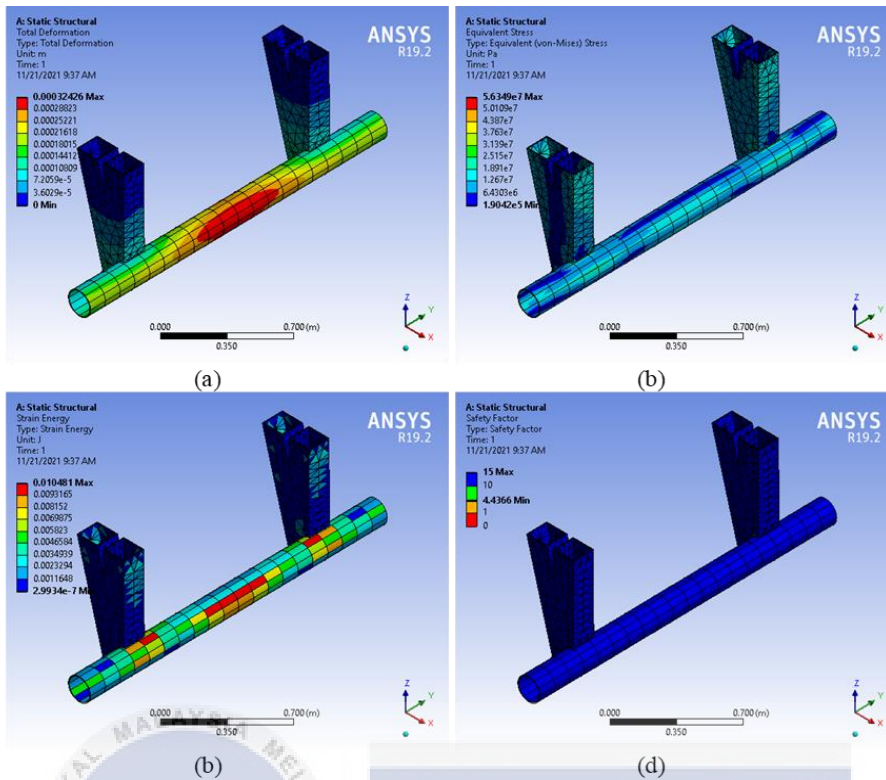 A: Static Structural
Total Deformation
Type: Total Deformation
Unit: m
Time: 1
11/21/2021 9:37 AM
ANSYS
R19.2
0.00032426 Max
0.00028823
0.00025221
0.00021618
0.00018015
0.00014412
0.00010809
7.2059e-5
3.6029e-5
0 Min
0.000
0.700 (m)
0.350
Z
Y
X
(a)
A: Static Structural
Equivalent Stress
Type: Equivalent (von-Mises) Stress
Unit: Pa
Time: 1
11/21/2021 9:37 AM
ANSYS
R19.2
5.6349e7 Max
5.0109e7
4.387e7
3.763e7
3.139e7
2.515e7
1.891e7
1.267e7
6.4303e6
1.9042e5 Min
0.000
0.700 (m)
0.350
Z
Y
X
(b)
A: Static Structural
Strain Energy
Type: Strain Energy
Unit: J
Time: 1
11/21/2021 9:37 AM
ANSYS
R19.2
0.010481 Max
0.0093165
0.008152
0.0069875
0.005823
0.0046584
0.0034939
0.0023294
0.0011648
2.9934e-7 Mi
0.000
0.700 (m)
0.350
Z
Y
X
(b)
A: Static Structural
Safety Factor
Type: Safety Factor
Time: 1
11/21/2021 9:37 AM
ANSYS
R19.2
15 Max
10
4.4366 Min
1
0
0.000
0.700 (m)
0.350
Z
Y
X
(d)
KAL MALAYSIA MEL